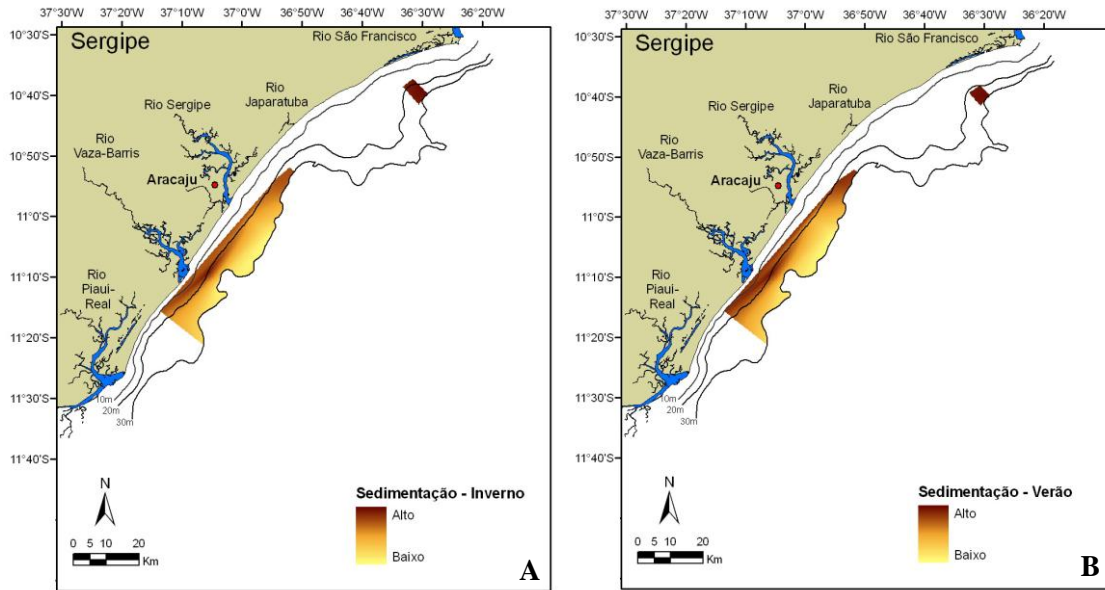 37°30'W 37°20'W 37°10'W 37°0'W 36°50'W 36°40'W 36°30'W 36°20'W
10°30'S
10°40'S
10°50'S
11°0'S
11°10'S
11°20'S
11°30'S
11°40'S
Sergipe
Rio São Francisco
Rio
Japaratuba
Rio Sergipe
Rio
Vaza-Barris
Aracaju
Rio
Piaui-
Real
10m
20m
30m
N
0 5 10 20
Km
Sedimentação - Inverno
Alto
Baixo
A
37°30'W 37°20'W 37°10'W 37°0'W 36°50'W 36°40'W 36°30'W 36°20'W
10°30'S
10°40'S
10°50'S
11°0'S
11°10'S
11°20'S
11°30'S
11°40'S
Sergipe
Rio São Francisco
Rio
Japaratuba
Rio Sergipe
Rio
Vaza-Barris
Aracaju
Rio
Piaui-
Real
10m
20m
30m
N
0 5 10 20
Km
Sedimentação - Verão
Alto
Baixo
B